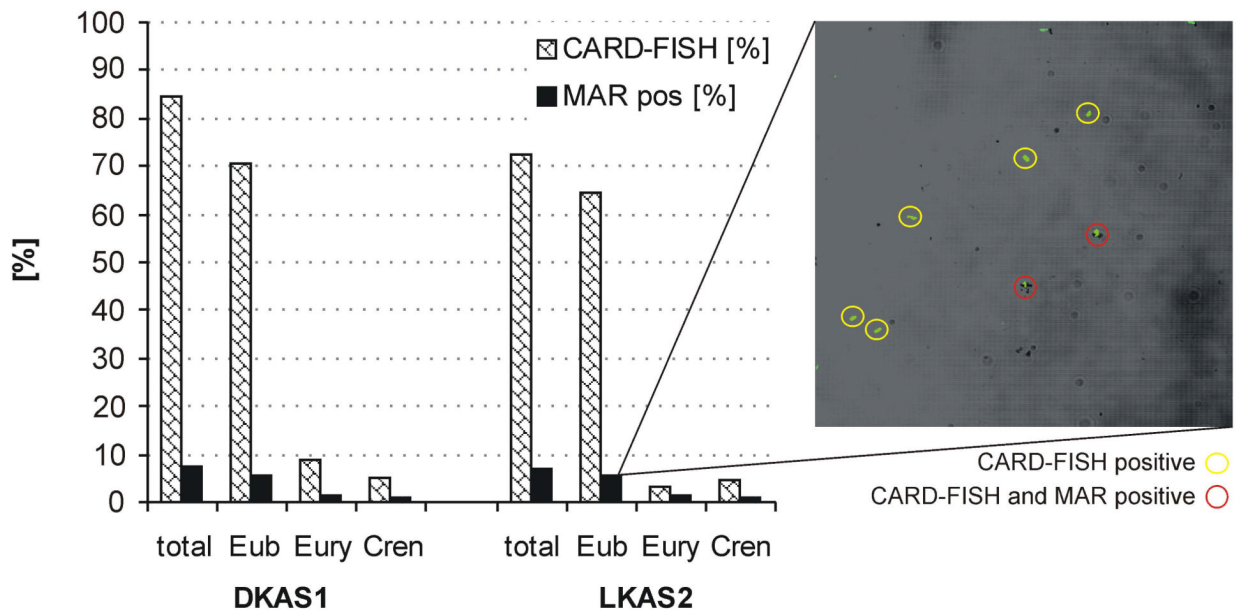 [%]
100
90
80
70
60
50
40
30
20
10
0
CARD-FISH [%]
MAR pos [%]
total Eub Eury Cren total Eub Eury Cren
DKAS1 LKAS2
CARD-FISH positive
CARD-FISH and MAR positive